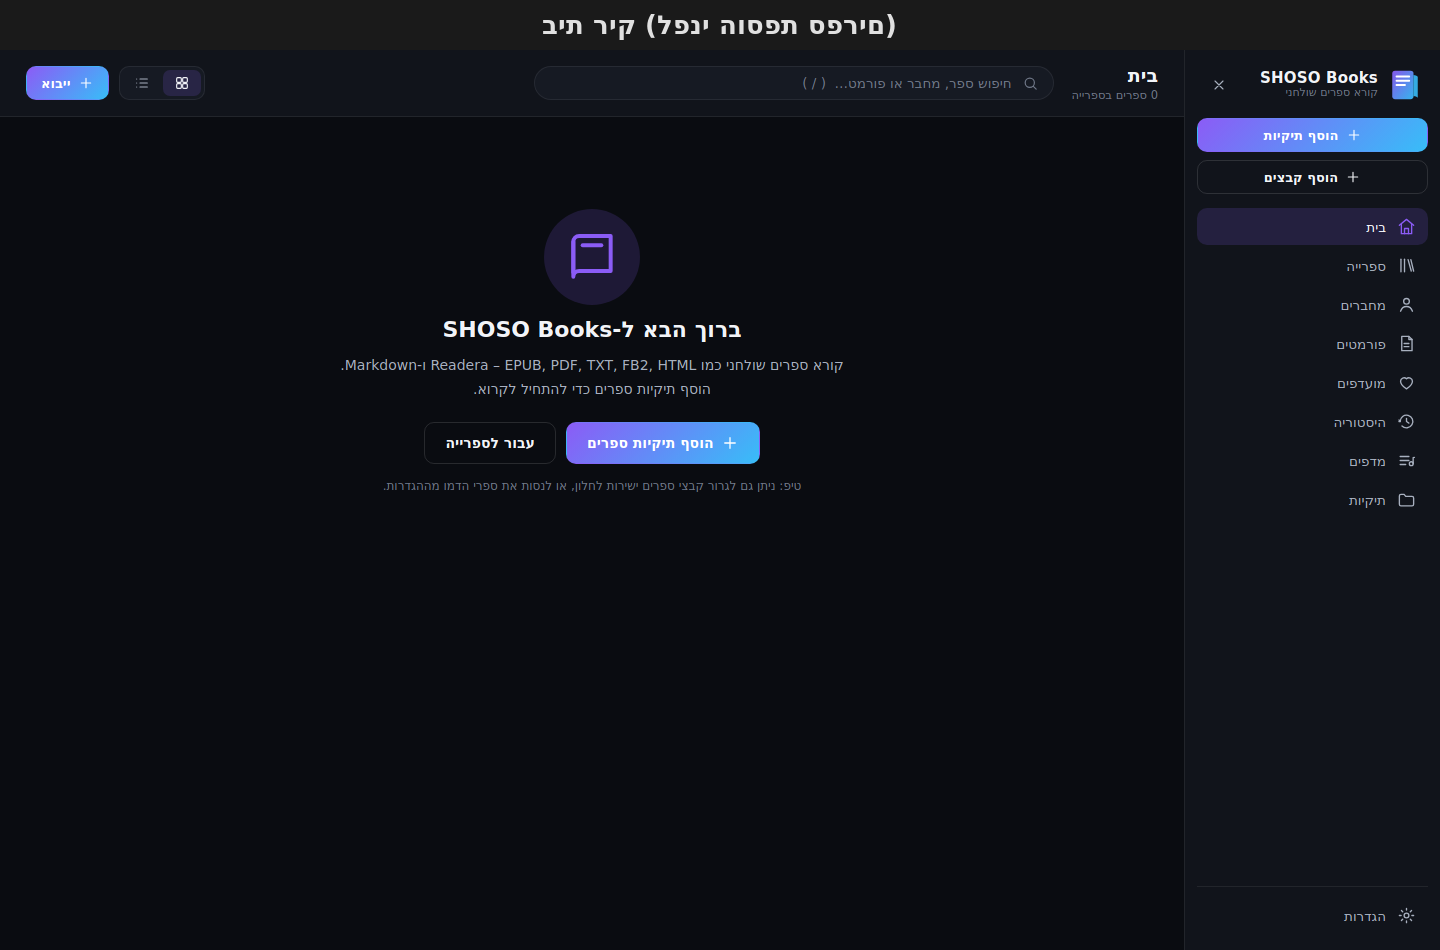 בית ריק (לפני הוספת ספרים)
SHOSO Books
קורא ספרים שולחני
הוסף תיקיות
הוסף קבצים
בית
ספרייה
מחברים
פורמטים
מועדפים
היסטוריה
מדפים
תיקיות
הגדרות
בית
0 ספרים בספרייה
חיפוש ספר, מחבר או פורמט... ( / )
ייבוא
ברוך הבא ל-SHOSO Books
קורא ספרים שולחני כמו Readera – EPUB, PDF, TXT, FB2, HTML ו-Markdown.
הוסף תיקיות ספרים כדי להתחיל לקרוא.
הוסף תיקיות ספרים
עבור לספרייה
טיפ: ניתן גם לגרור קבצי ספרים ישירות לחלון, או לנסות את ספרי הדמו מההגדרות.